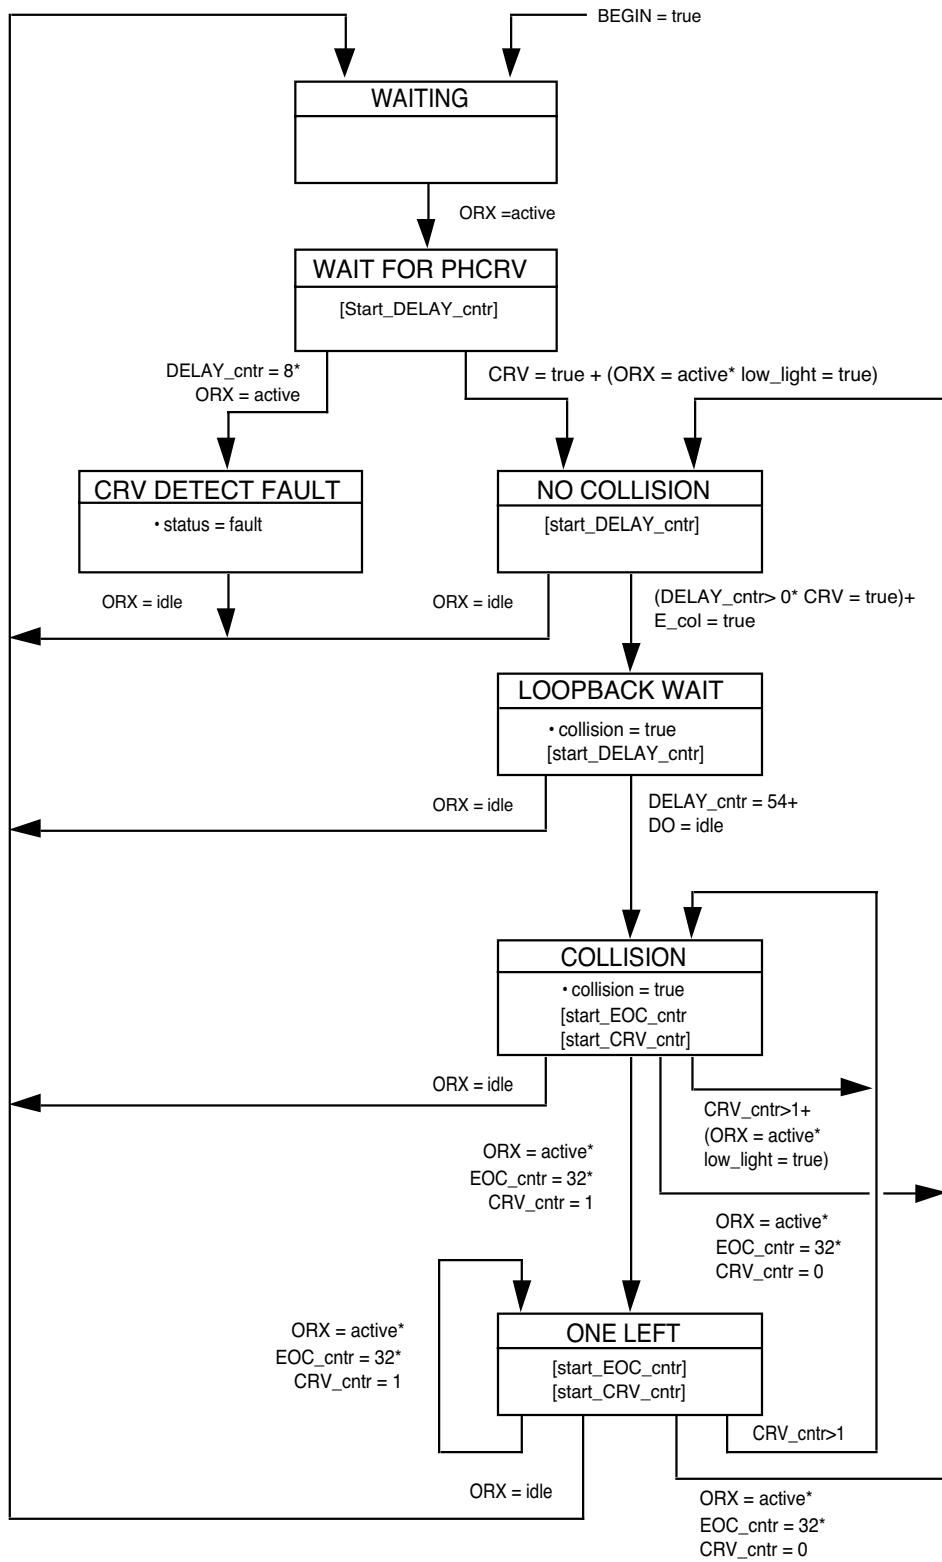 BEGIN = true
WAITING
ORX =active
WAIT FOR PHCRV
[Start_DELAY_cntr]
DELAY_cntr = 8*
ORX = active
CRV = true + (ORX = active* low_light = true)
CRV DETECT FAULT
• status = fault
NO COLLISION
[start_DELAY_cntr]
ORX = idle
ORX = idle
(DELAY_cntr> 0* CRV = true)+
E_col = true
LOOPBACK WAIT
• collision = true
[start_DELAY_cntr]
ORX = idle
DELAY_cntr = 54+
DO = idle
COLLISION
• collision = true
[start_EOC_cntr
[start_CRV_cntr]
ORX = idle
CRV_cntr>1+
(ORX = active*
low_light = true)
ORX = active*
EOC_cntr = 32*
CRV_cntr = 1
ORX = active*
EOC_cntr = 32*
CRV_cntr = 0
ORX = active*
EOC_cntr = 32*
CRV_cntr = 1
ONE LEFT
[start_EOC_cntr]
[start_CRV_cntr]
CRV_cntr>1
ORX = idle
ORX = active*
EOC_cntr = 32*
CRV_cntr = 0